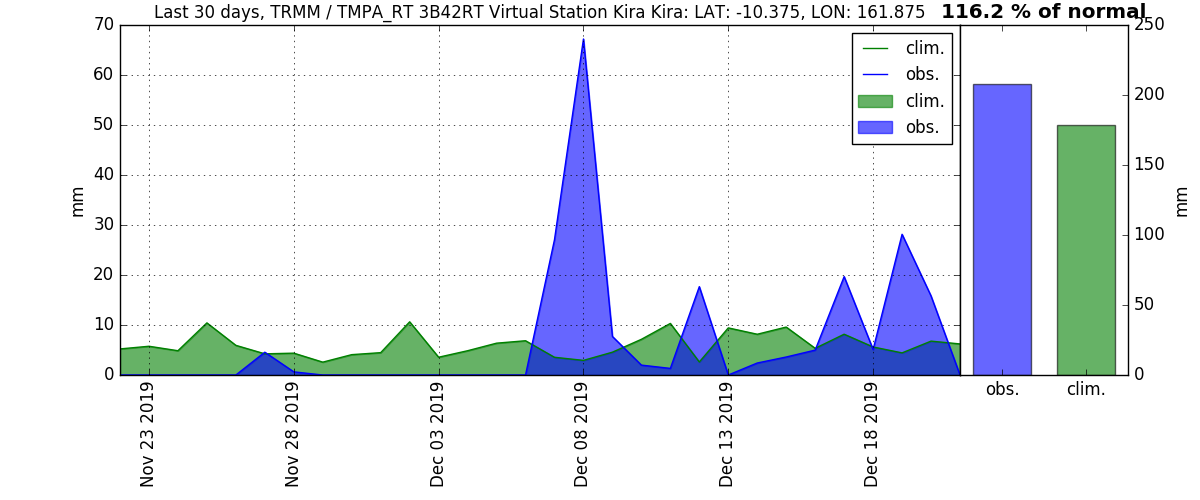 Last 30 days, TRMM / TMPA_RT 3B42RT Virtual Station Kira Kira: LAT: -10.375, LON: 161.875 116.2 % of normal
70
60
50
40
30
20
10
0
mm
clim.
obs.
clim.
obs.
Nov 23 2019
Nov 28 2019
Dec 03 2019
Dec 08 2019
Dec 13 2019
Dec 18 2019
250
200
150
100
50
0
mm
obs.
clim.